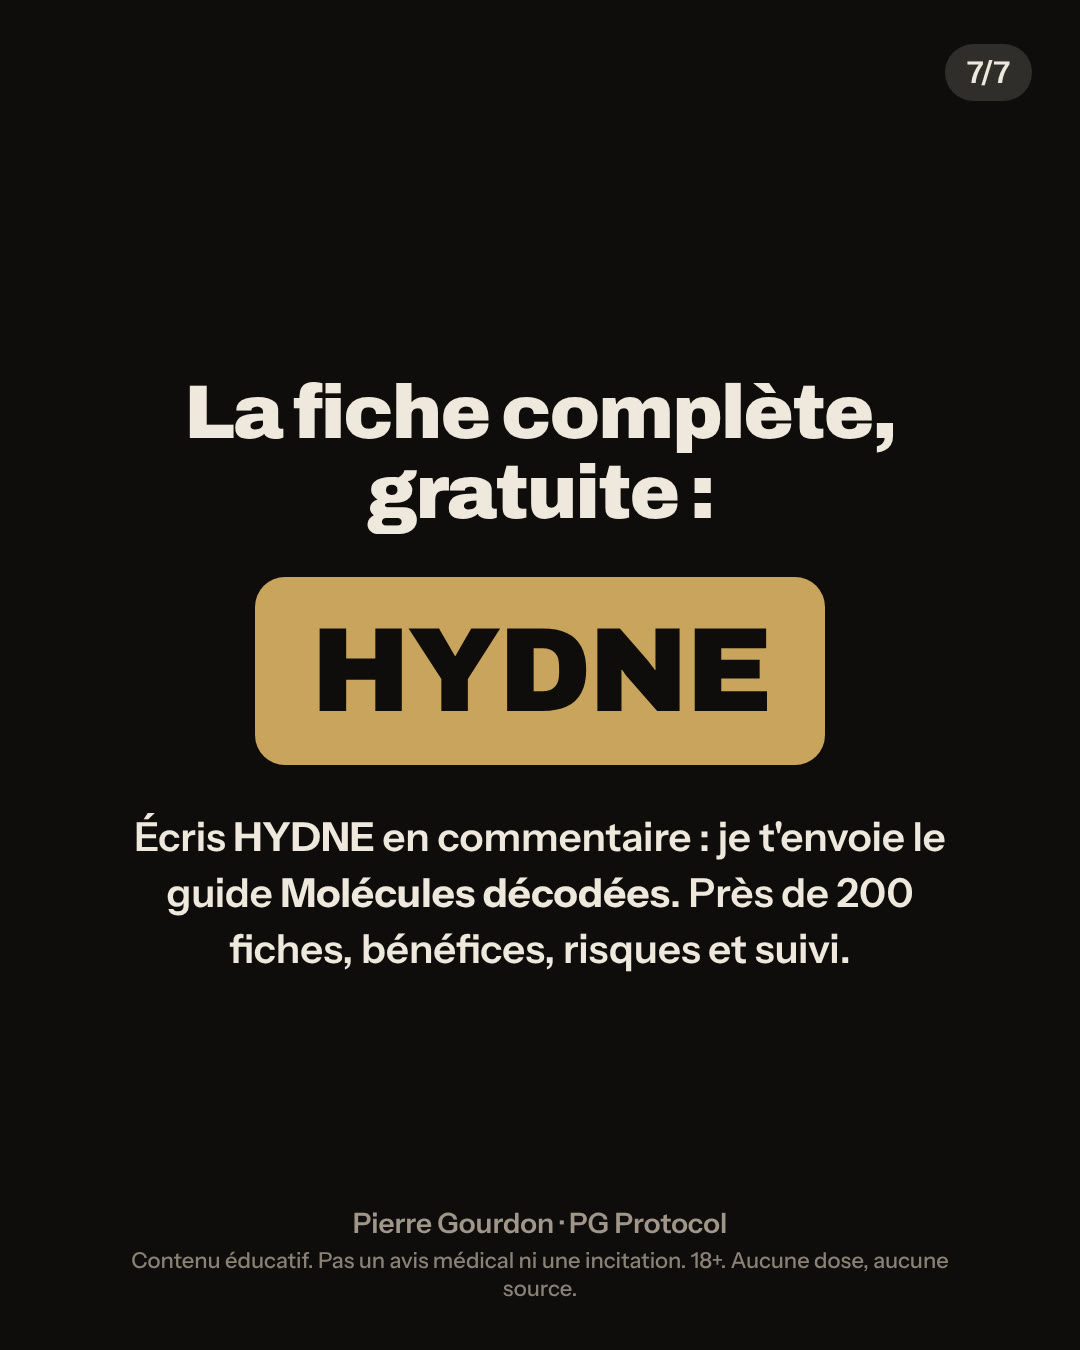 7/7
La fiche complète,
gratuite :
HYDNE
Écris HYDNE en commentaire : je t'envoie le
guide Molécules décodées. Près de 200
fiches, bénéfices, risques et suivi.
Pierre Gourdon · PG Protocol
Contenu éducatif. Pas un avis médical ni une incitation. 18+. Aucune dose, aucune
source.